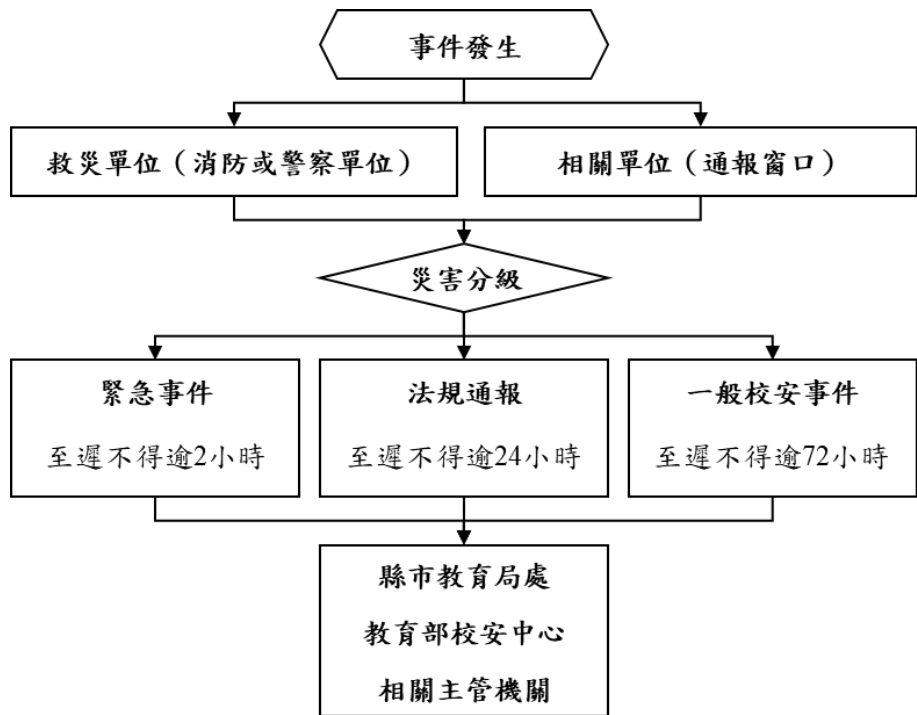 事件發生
救災單位（消防或警察單位）
相關單位（通報窗口）
災害分級
緊急事件
至遲不得逾2小時
法規通報
至遲不得逾24小時
一般校安事件
至遲不得逾72小時
縣市教育局處
教育部校安中心
相關主管機關